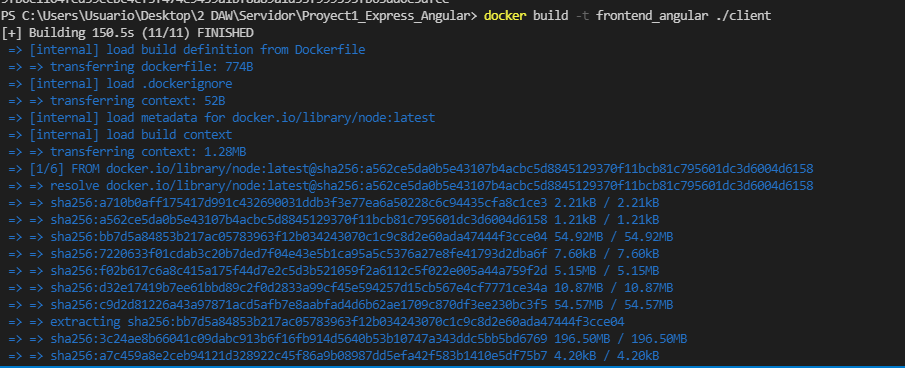 PS C:\Users\Usuario\Desktop\2 DAW\Servidor\Proyect1_Express_Angular> docker build -t frontend_angular ./client
[+] Building 150.5s (11/11) FINISHED
=> [internal] load build definition from Dockerfile
=> => transferring dockerfile: 774B
=> [internal] load .dockerignore
=> => transferring context: 52B
=> [internal] load metadata for docker.io/library/node:latest
=> [internal] load build context
=> => transferring context: 1.28MB
=> [1/6] FROM docker.io/library/node:latest@sha256:a562ce5da0b5e43107b4acbc5d8845129370f11bcb81c795601dc3d6004d6158
=> => resolve docker.io/library/node:latest@sha256:a562ce5da0b5e43107b4acbc5d8845129370f11bcb81c795601dc3d6004d6158
=> => sha256:a710b0aff175417d991c432690031ddb3f3e77ea6a50228c6c94435cfa8c1ce3 2.21kB / 2.21kB
=> => sha256:a562ce5da0b5e43107b4acbc5d8845129370f11bcb81c795601dc3d6004d6158 1.21kB / 1.21kB
=> => sha256:bb7d5a84853b217ac05783963f12b034243070c1c9c8d2e60ada47444f3cce04 54.92MB / 54.92MB
=> => sha256:7220633f01cdab3c20b7ded7f04e43e5b1ca95a5c5376a27e8fe41793d2dba6f 7.60kB / 7.60kB
=> => sha256:f02b617c6a8c415a175f44d7e2c5d3b521059f2a6112c5f022e005a44a759f2d 5.15MB / 5.15MB
=> => sha256:d32e17419b7ee61bbd89c2f0d2833a99cf45e594257d15cb567e4cf7771ce34a 10.87MB / 10.87MB
=> => sha256:c9d2d81226a43a97871acd5afb7e8aabfad4d6b62ae1709c870df3ee230bc3f5 54.57MB / 54.57MB
=> => extracting sha256:bb7d5a84853b217ac05783963f12b034243070c1c9c8d2e60ada47444f3cce04
=> => sha256:3c24ae8b66041c09dabc913b6f16fb914d5640b53b10747a343ddc5bb5bd6769 196.50MB / 196.50MB
=> => sha256:a7c459a8e2ceb94121d328922c45f86a9b08987dd5efa42f583b1410e5df75b7 4.20kB / 4.20kB